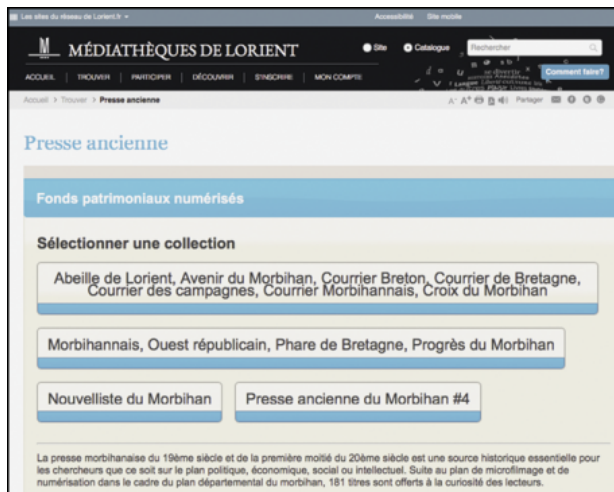 Les sites du réseau de Lorient.fr
Accessibilité Site mobile
MÉDIATHÈQUES DE LORIENT
Site Catalogue Rechercher
ACCUEIL TROUVER PARTICIPER DÉCOUVRIR S'INSCRIRE MON COMPTE
Comment faire?
Accueil > Trouver > Presse ancienne
A- A+ Partager
Presse ancienne
Fonds patrimoniaux numérisés
Sélectionner une collection
Abeille de Lorient, Avenir du Morbihan, Courrier Breton, Courrier de Bretagne,
Courrier des campagnes, Courrier Morbihannais, Croix du Morbihan
Morbihannais, Ouest républicain, Phare de Bretagne, Progrès du Morbihan
Nouvelliste du Morbihan
Presse ancienne du Morbihan #4
La presse morbihanaise du 19ème siècle et de la première moitié du 20ème siècle est une source historique essentielle pour
les chercheurs que ce soit sur le plan politique, économique, social ou intellectuel. Suite au plan de microfilmage et de
numérisation dans le cadre du plan départemental du morbihan, 181 titres sont offerts à la curiosité des lecteurs.